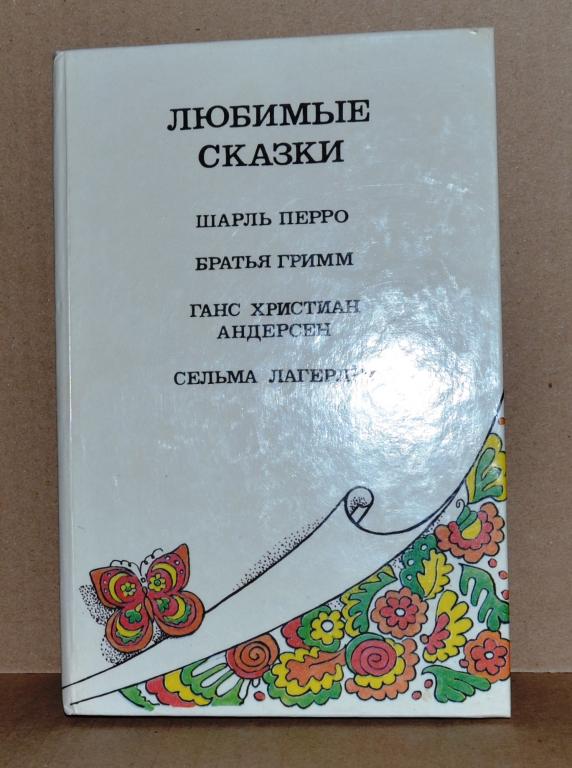 ЛЮБИМЫЕ
СКАЗКИ
ШАРЛЬ ПЕРРО
БРАТЬЯ ГРИММ
ГАНС ХРИСТИАН
АНДЕРСЕН
СЕЛЬМА